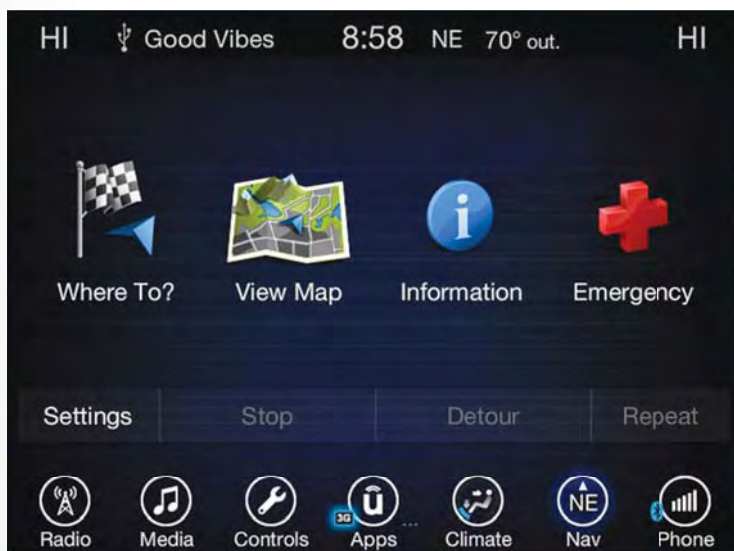 HI Good Vibes 8:58 NE 70° out. HI
Where To? View Map Information Emergency
Settings Stop Detour Repeat
3G û ... NE
Radio Media Controls Apps Climate Nav Phone